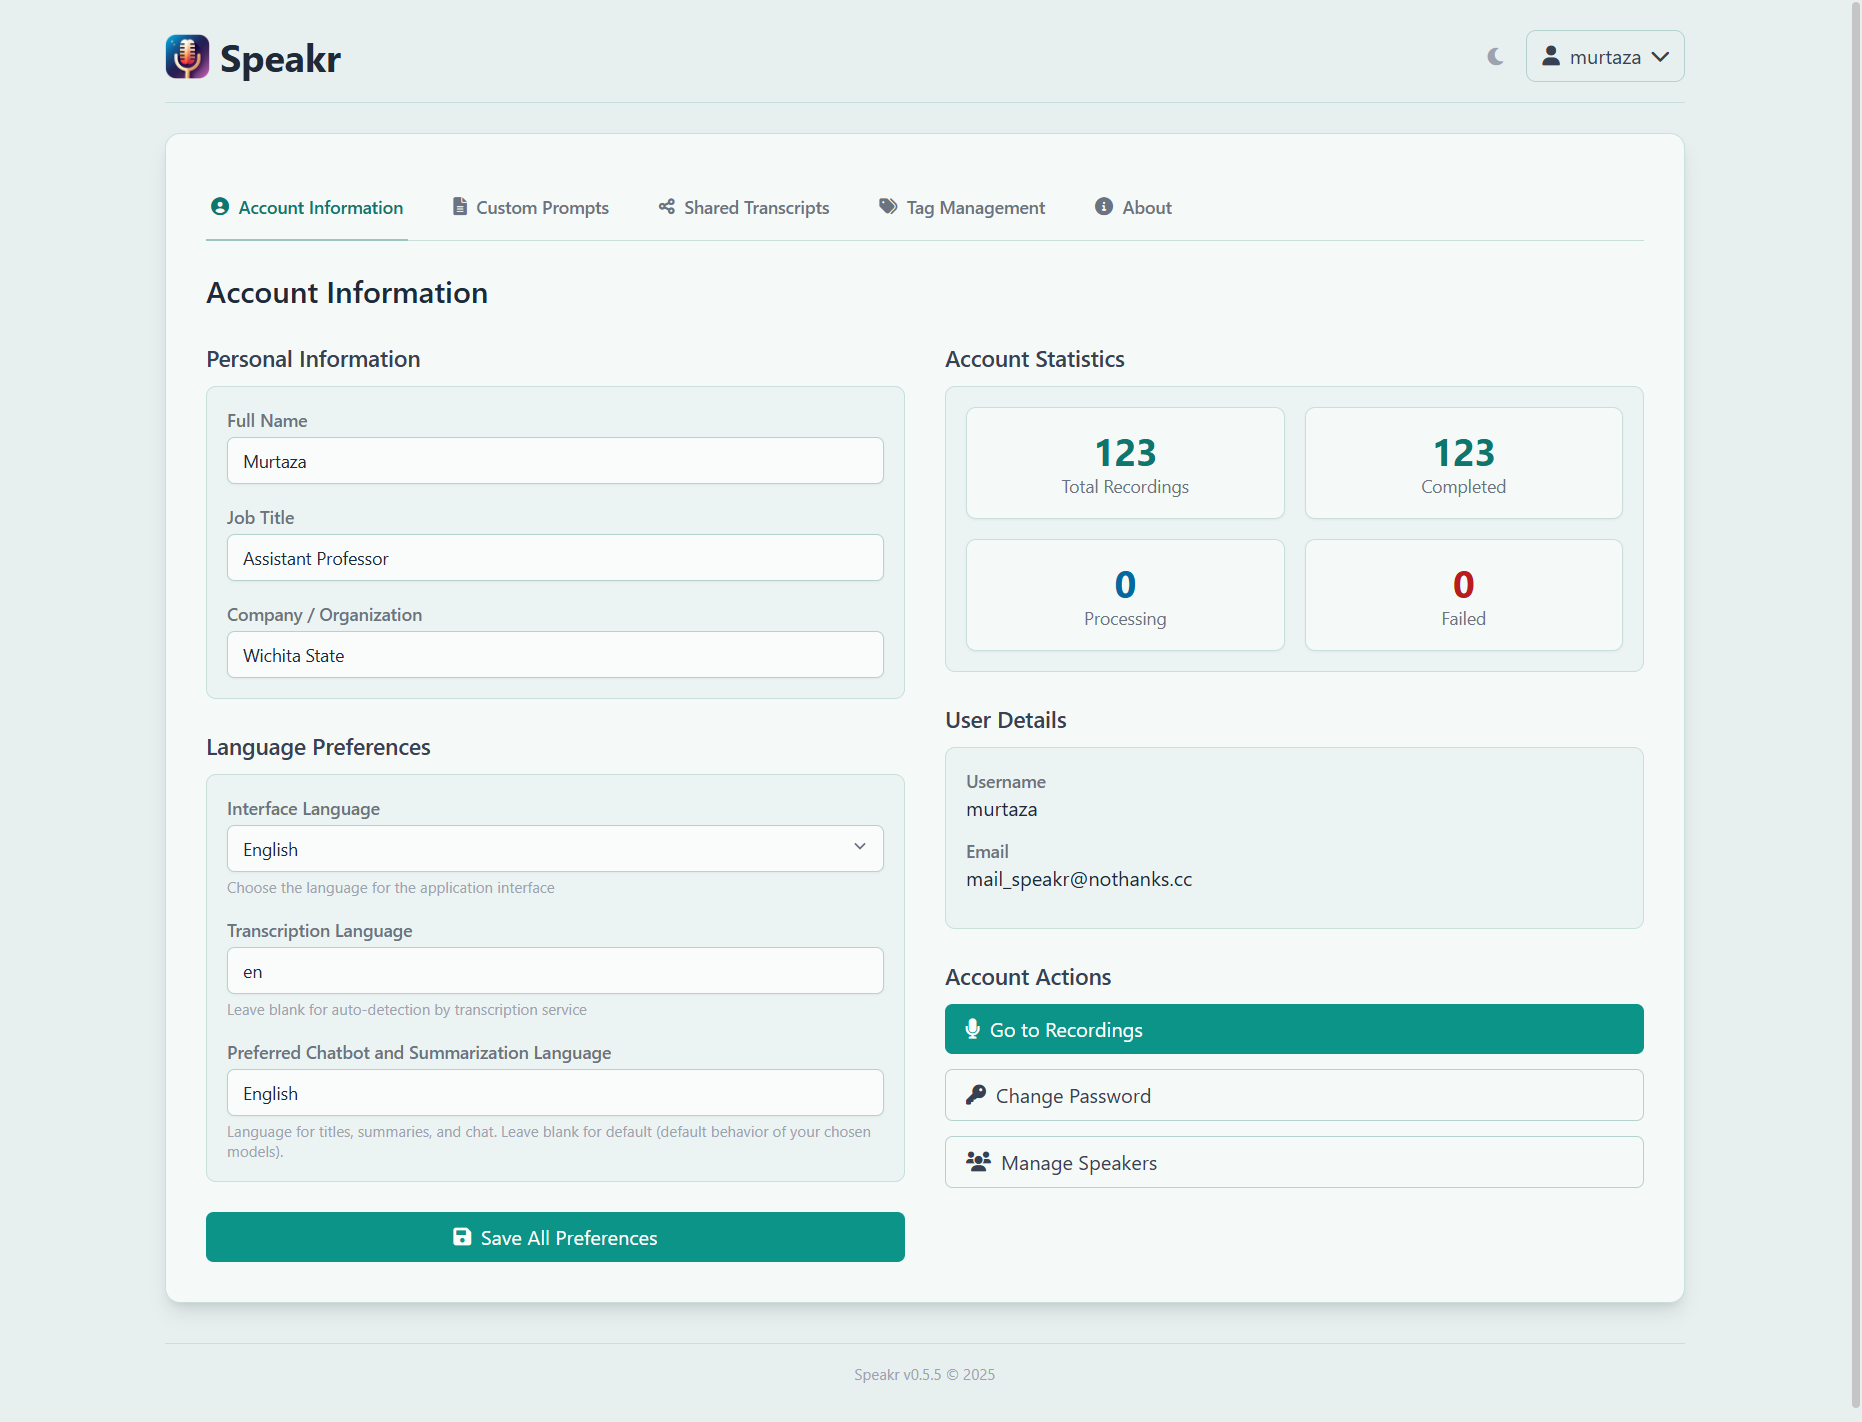 Speakr
murtaza
Account Information
Custom Prompts
Shared Transcripts
Tag Management
About
Account Information
Personal Information
Full Name
Murtaza
Job Title
Assistant Professor
Company / Organization
Wichita State
Language Preferences
Interface Language
English
Choose the language for the application interface
Transcription Language
en
Leave blank for auto-detection by transcription service
Preferred Chatbot and Summarization Language
English
Language for titles, summaries, and chat. Leave blank for default (default behavior of your chosen
models).
Save All Preferences
Account Statistics
123
Total Recordings
123
Completed
0
Processing
0
Failed
User Details
Username
murtaza
Email
mail_speakr@nothanks.cc
Account Actions
Go to Recordings
Change Password
Manage Speakers
Speakr v0.5.5 © 2025